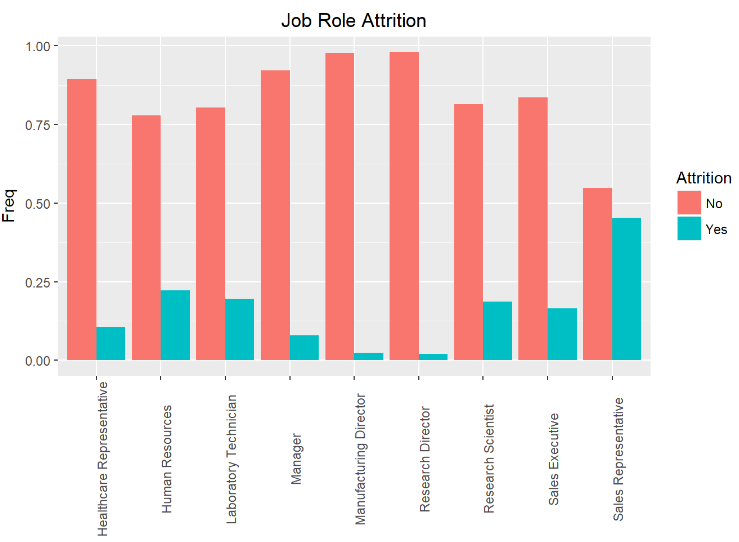 Job Role Attrition
Freq
1.00
0.75
0.50
0.25
0.00
Healthcare Representative
Human Resources
Laboratory Technician
Manager
Manufacturing Director
Research Director
Research Scientist
Sales Executive
Sales Representative
Attrition
No
Yes